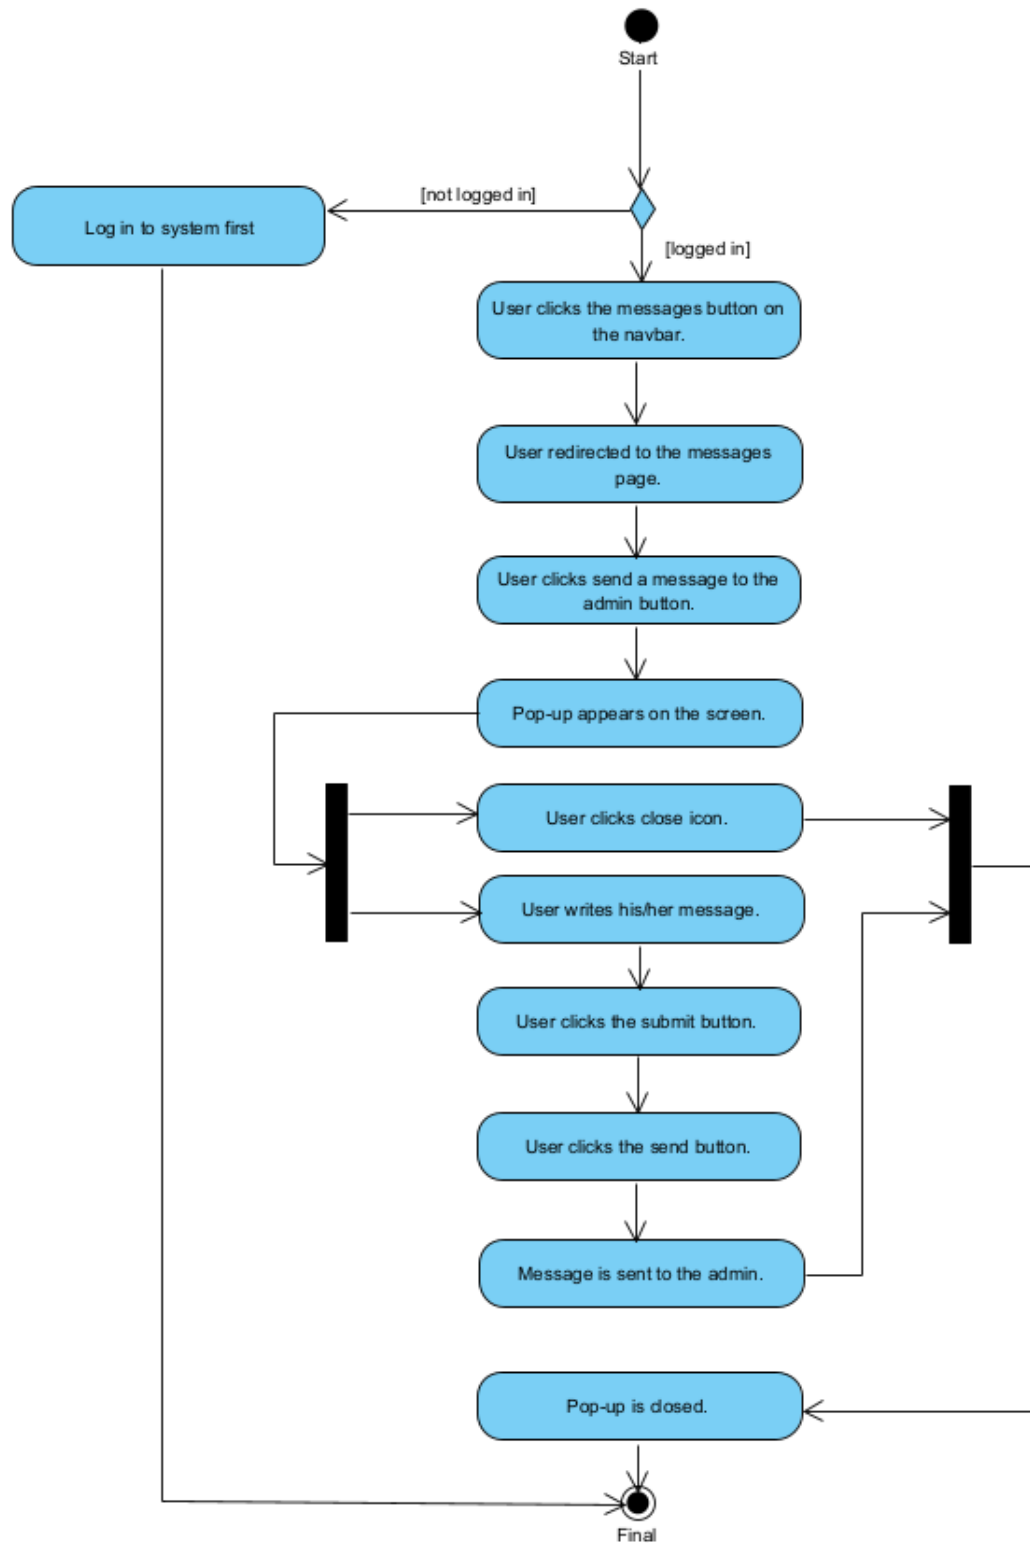 Start
[not logged in]
Log in to system first
[logged in]
User clicks the messages button on
the navbar.
User redirected to the messages
page.
User clicks send a message to the
admin button.
Pop-up appears on the screen.
User clicks close icon.
User writes his/her message.
User clicks the submit button.
User clicks the send button.
Message is sent to the admin.
Pop-up is closed.
Final